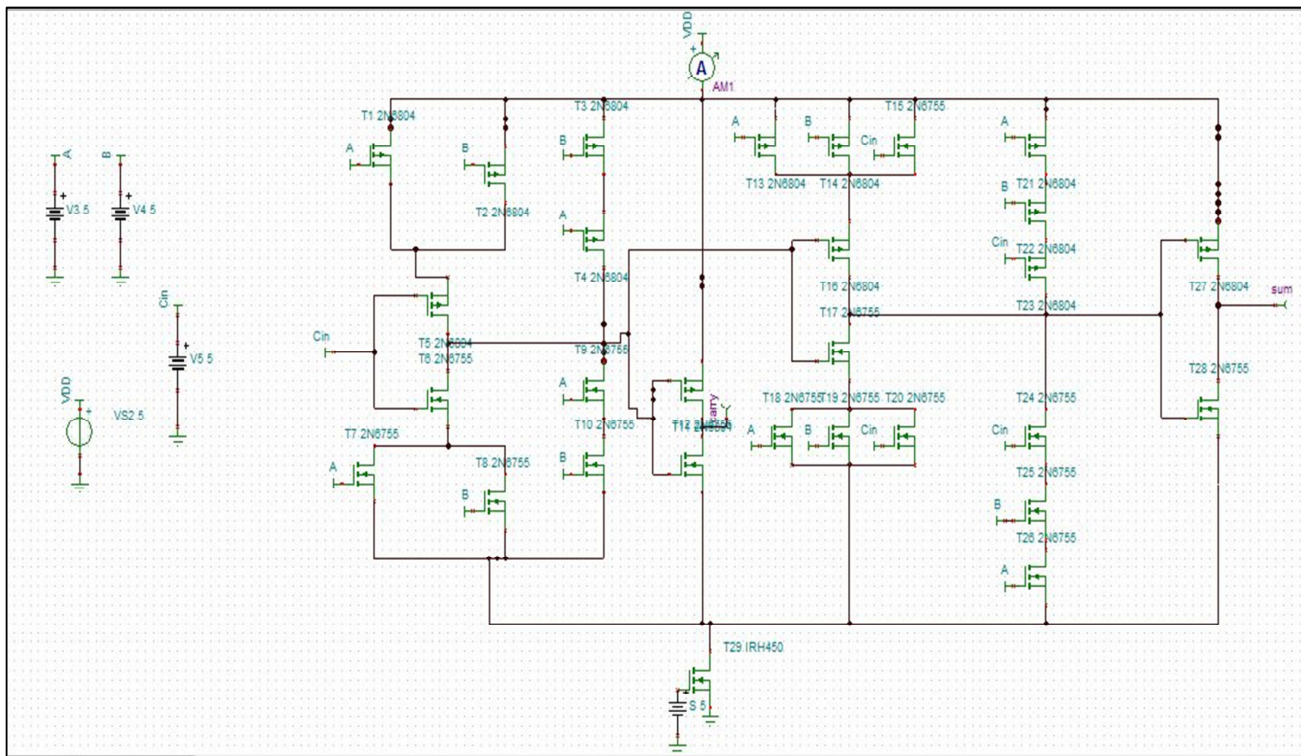 VDD
+
A
AM1
T1 2N6804
T3 2N6804
T15 2N6755
A
B
A
B
Cin
A
A
B
V3 5
V4 5
B
T2 2N6804
A
T4 2N6804
T13 2N6804
T14 2N6804
T21 2N6804
B
T22 2N6804
Cin
T23 2N6804
T16 2N6804
T17 2N6755
T27 2N6804
sum
Cin
V5 5
Cin
T5 2N6804
T6 2N6755
T9 2N6755
A
T10 2N6755
carry
T28 2N6755
VDD
VS2 5
T7 2N6755
A
T8 2N6755
B
B
T18 2N6755
T19 2N6755
T20 2N6755
A
B
Cin
T24 2N6755
Cin
T25 2N6755
B
T26 2N6755
A
T29 IRH450
S 5